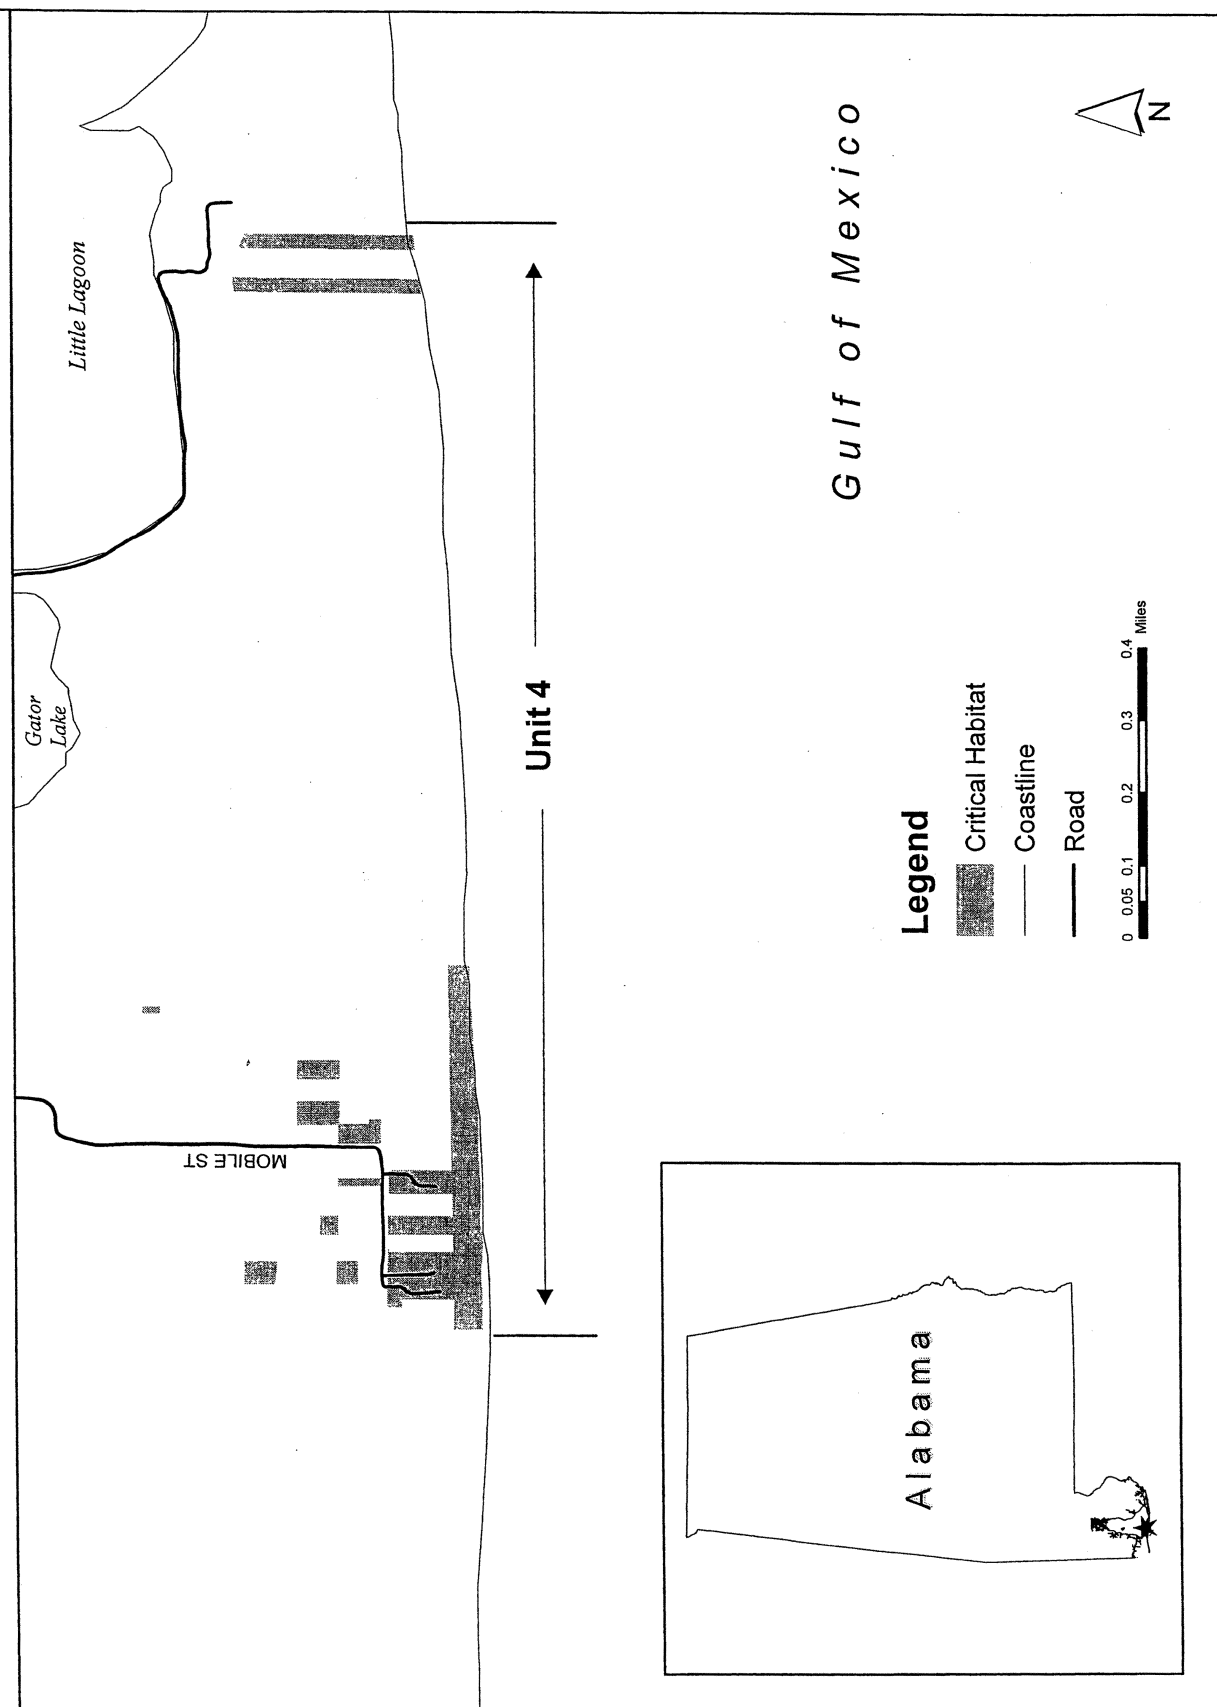 Gator
Lake
Little Lagoon
MOBILE ST
Unit 4
Gulf of Mexico
Alabama
Legend
Critical Habitat
Coastline
Road
0 0.05 0.1 0.2 0.3 0.4
Miles
N